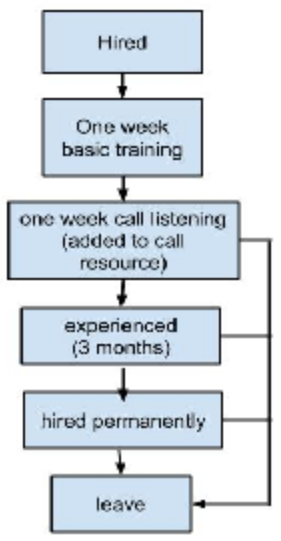 Hired
One week
basic training
one week call listening
(added to call
resource)
experienced
(3 months)
hired permanently
leave